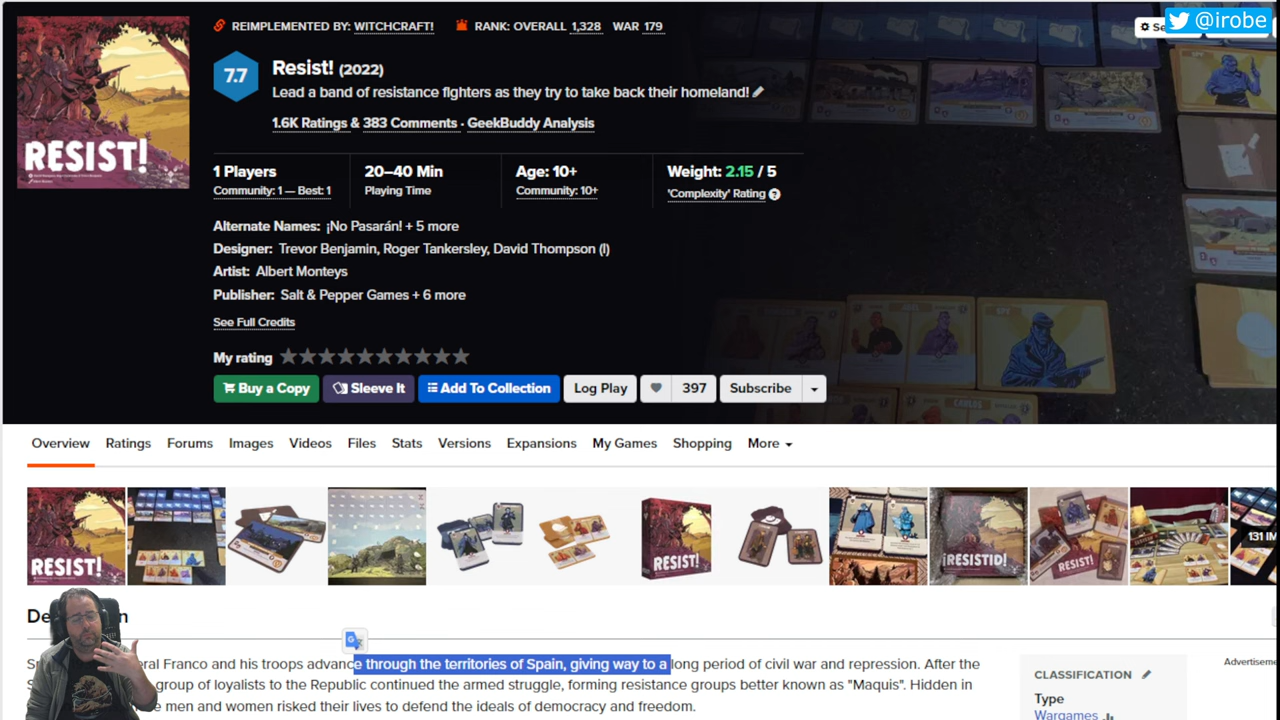 REIMPLEMENTED BY: WITCHCRAFT! RANK: OVERALL 1,328 WAR 179
@irobe
7.7
Resist! (2022)
Lead a band of resistance fighters as they try to take back their homeland!
1.6K Ratings & 383 Comments · GeekBuddy Analysis
RESIST!
1 Players 20–40 Min Age: 10+ Weight: 2.15 / 5
Community: 1 — Best: 1 Playing Time Community: 10+ 'Complexity' Rating
Alternate Names: ¡No Pasarán! + 5 more
Designer: Trevor Benjamin, Roger Tankersley, David Thompson (I)
Artist: Albert Monteys
Publisher: Salt & Pepper Games + 6 more
See Full Credits
My rating
Buy a Copy Sleeve It Add To Collection Log Play 397 Subscribe
Overview Ratings Forums Images Videos Files Stats Versions Expansions My Games Shopping More
RESIST! RESIST! ¡RESISTID! RESIST! 131 IM
eral Franco and his troops advance through the territories of Spain, giving way to a long period of civil war and repression. After the
group of loyalists to the Republic continued the armed struggle, forming resistance groups better known as "Maquis". Hidden in
men and women risked their lives to defend the ideals of democracy and freedom.
CLASSIFICATION
Advertiseme
Type
Wargames